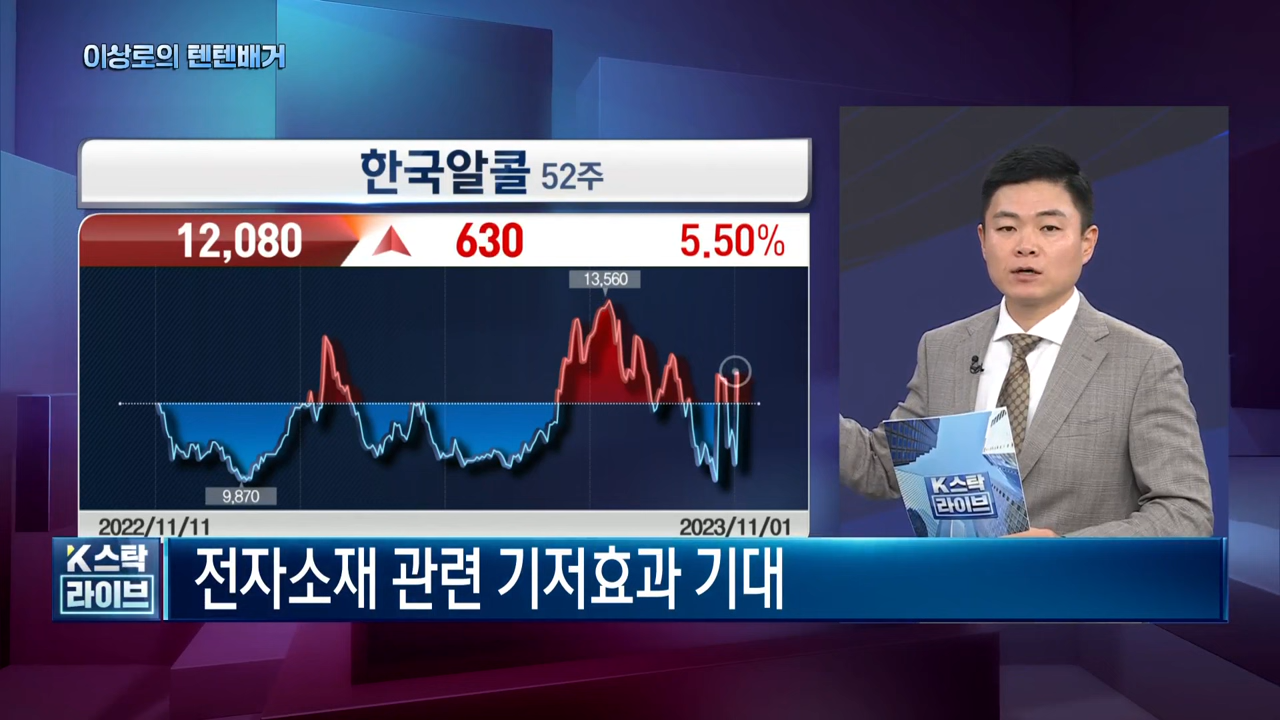 이상로의 텐텐배거
한국알콜 52주
12,080 630 5.50%
13,560
9,870
2022/11/11 2023/11/01
K스탁
라이브
K스탁
라이브
전자소재 관련 기저효과 기대